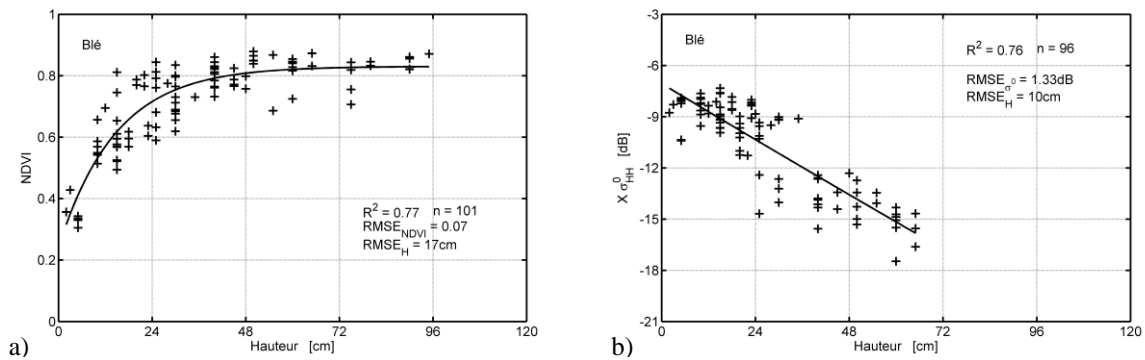 1
0.8
0.6
0.4
0.2
0
NDVI
Blé
R² = 0.77 n = 101
RMSE_NDVI = 0.07
RMSE_H = 17cm
0 24 48 72 96 120
Hauteur [cm]
a)
-3
-6
-9
-12
-15
-18
-21
X σ⁰_HH [dB]
Blé
R² = 0.76 n = 96
RMSE_σ⁰ = 1.33dB
RMSE_H = 10cm
0 24 48 72 96 120
Hauteur [cm]
b)